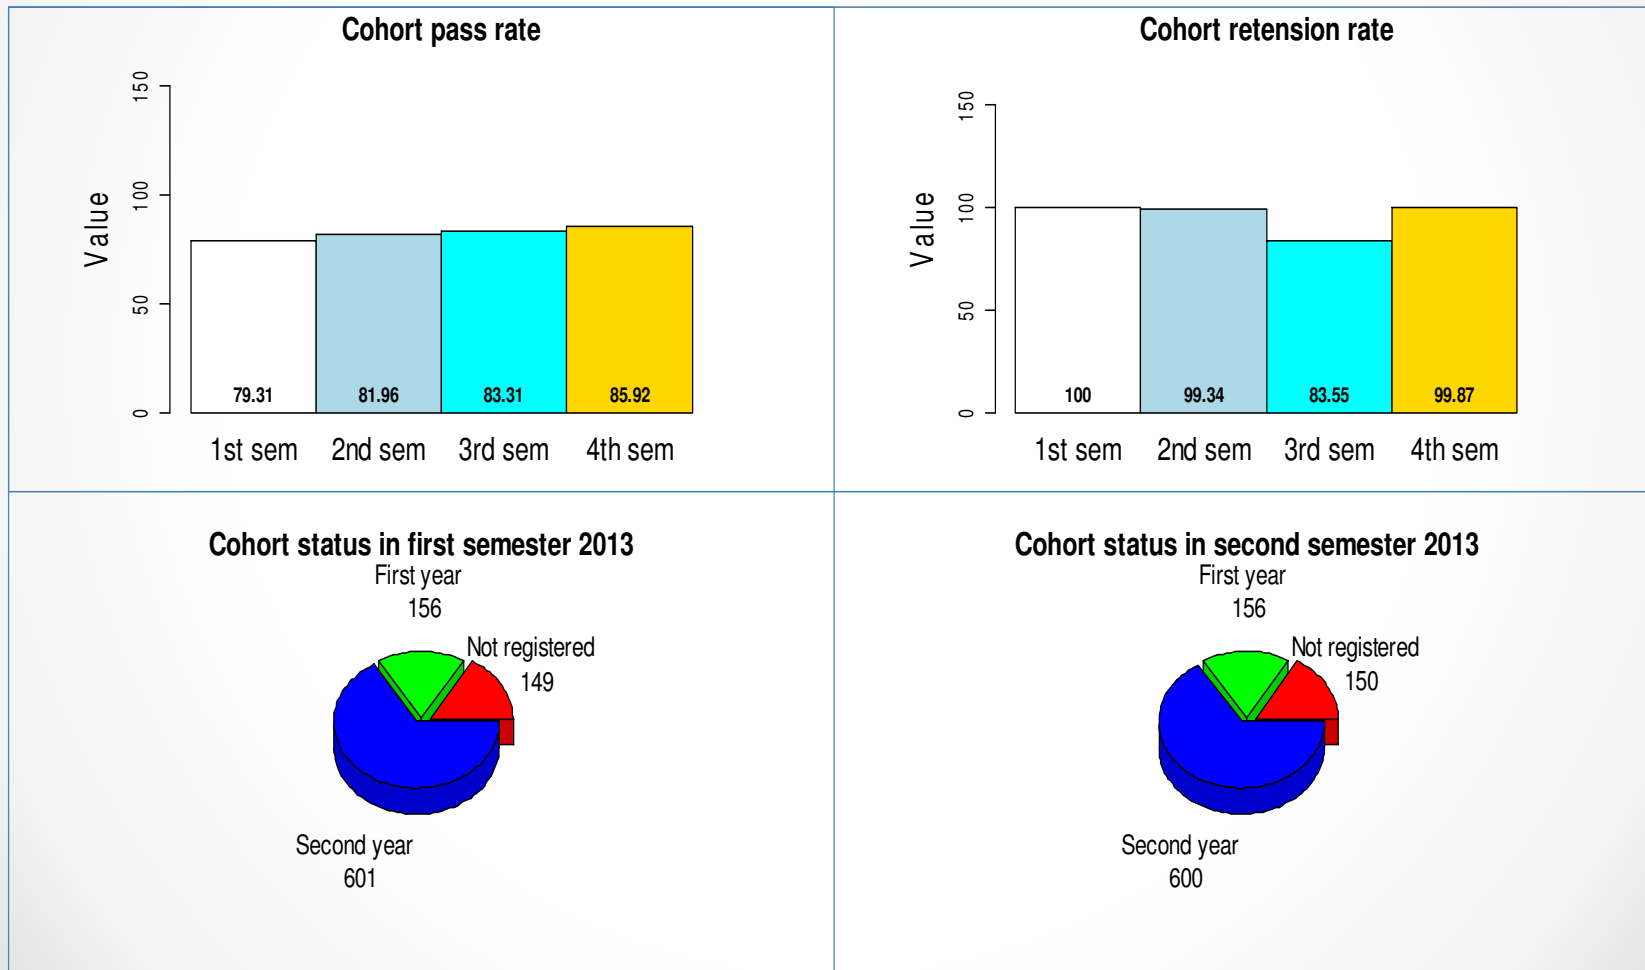 Cohort pass rate
150
100
50
0
Value
79.31 81.96 83.31 85.92
1st sem 2nd sem 3rd sem 4th sem
Cohort retension rate
150
100
50
0
Value
100 99.34 83.55 99.87
1st sem 2nd sem 3rd sem 4th sem
Cohort status in first semester 2013
First year
156
Not registered
149
Second year
601
Cohort status in second semester 2013
First year
156
Not registered
150
Second year
600